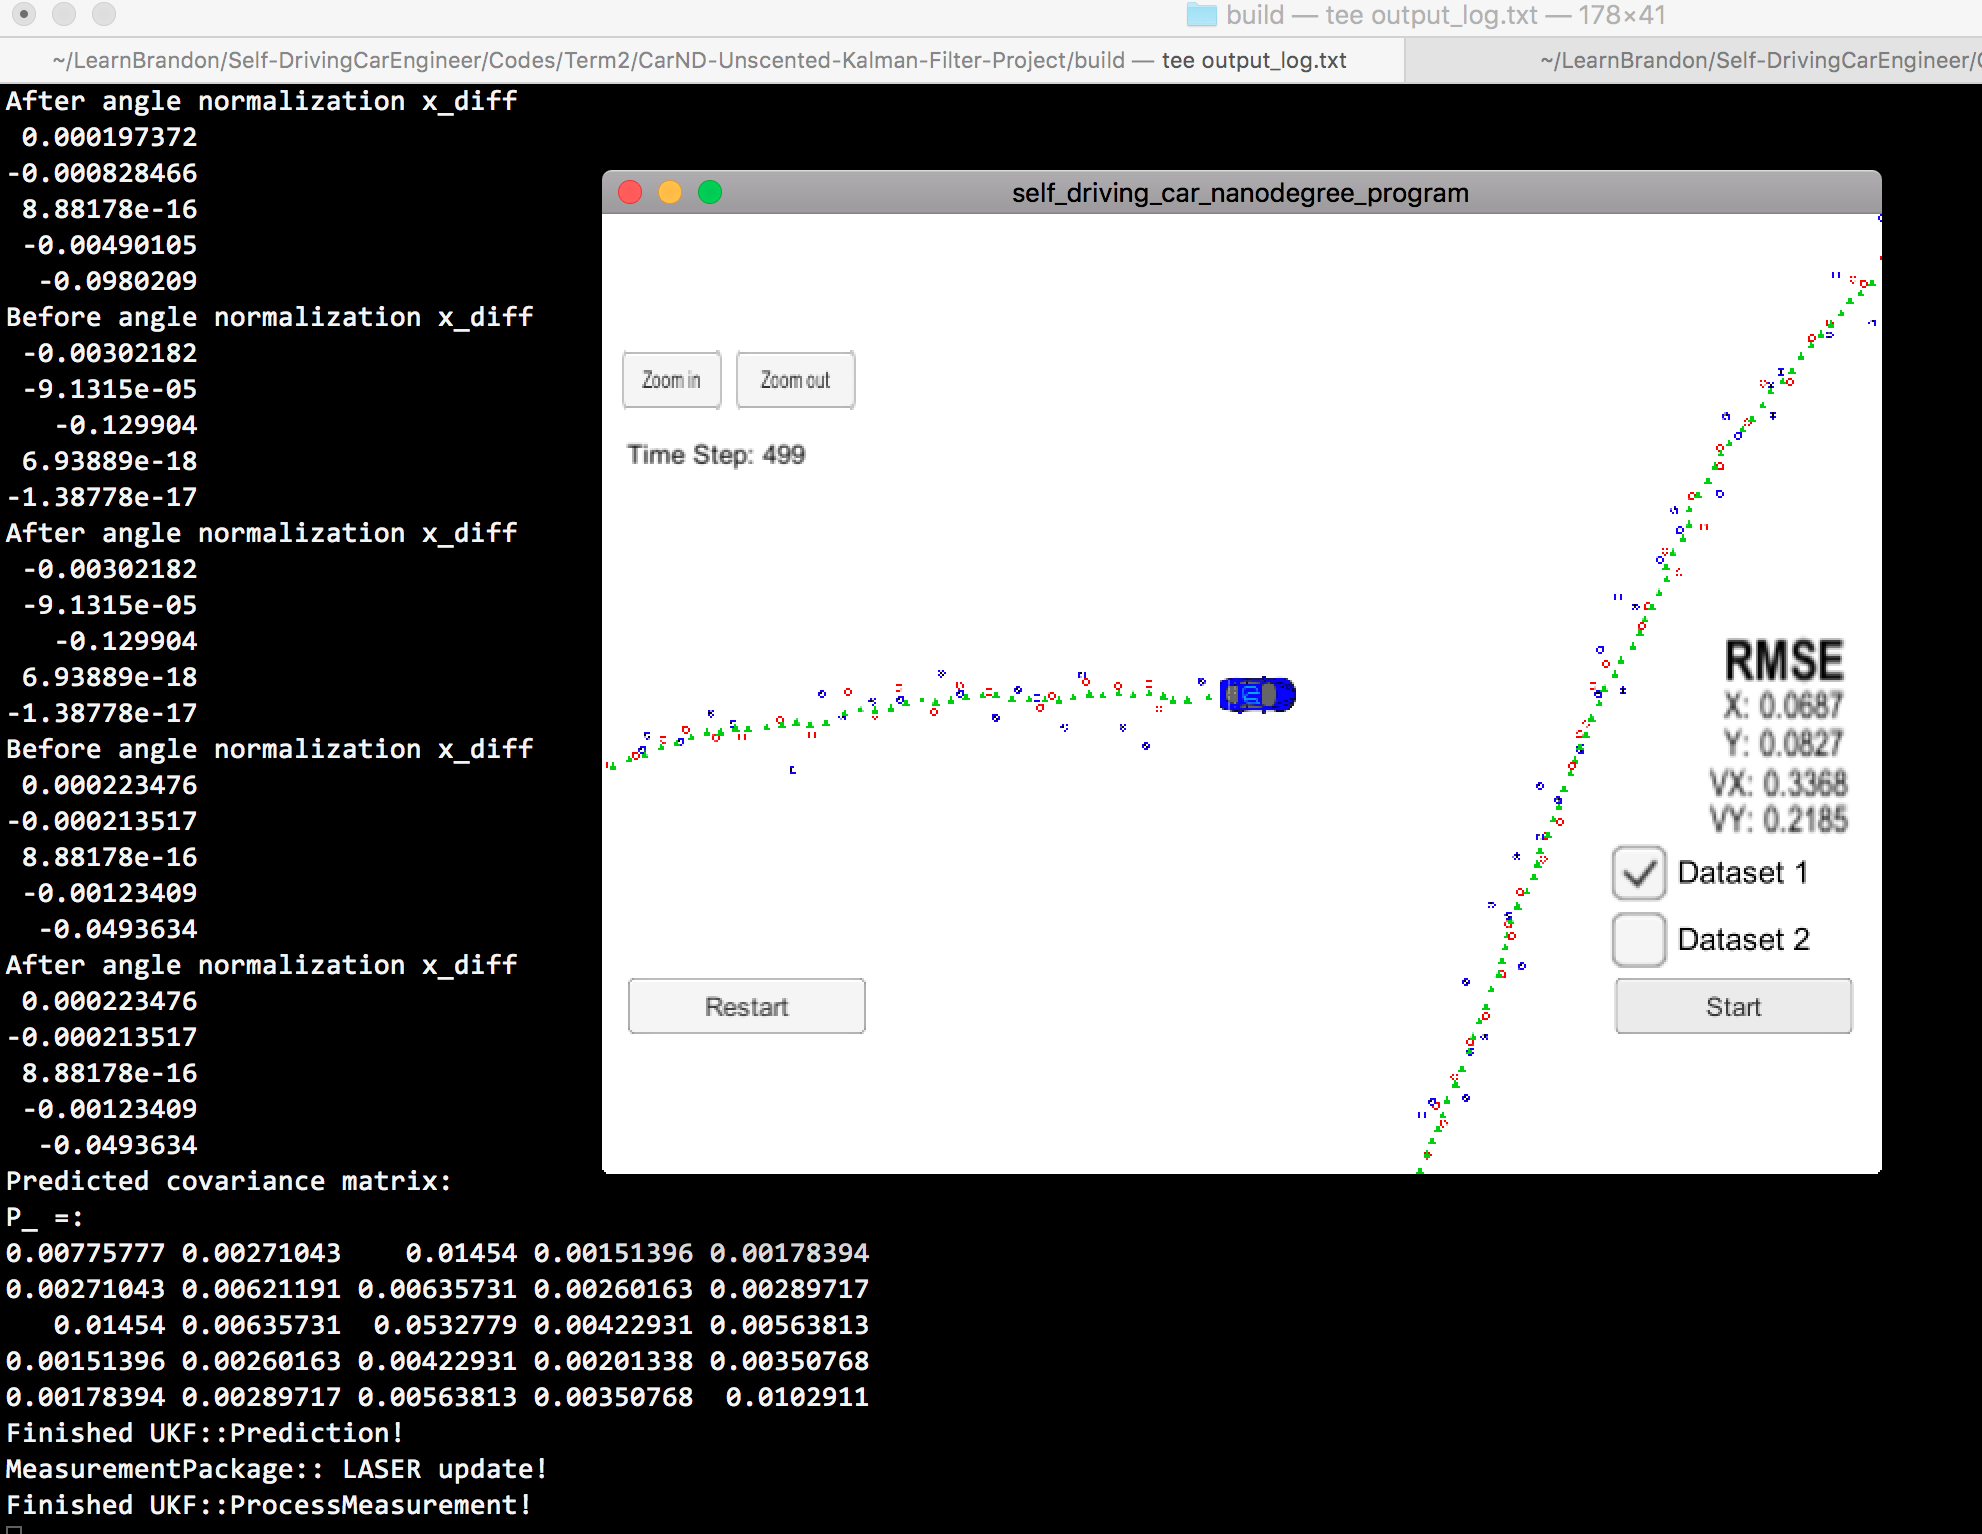 build — tee output_log.txt — 178×41
~/LearnBrandon/Self-DrivingCarEngineer/Codes/Term2/CarND-Unscented-Kalman-Filter-Project/build — tee output_log.txt
~/LearnBrandon/Self-DrivingCarEngineer/
After angle normalization x_diff
0.000197372
-0.000828466
8.88178e-16
-0.00490105
-0.0980209
Before angle normalization x_diff
-0.00302182
-9.1315e-05
-0.129904
6.93889e-18
-1.38778e-17
After angle normalization x_diff
-0.00302182
-9.1315e-05
-0.129904
6.93889e-18
-1.38778e-17
Before angle normalization x_diff
0.000223476
-0.000213517
8.88178e-16
-0.00123409
-0.0493634
After angle normalization x_diff
0.000223476
-0.000213517
8.88178e-16
-0.00123409
-0.0493634
Predicted covariance matrix:
P_ =:
0.00775777 0.00271043 0.01454 0.00151396 0.00178394
0.00271043 0.00621191 0.00635731 0.00260163 0.00289717
0.01454 0.00635731 0.0532779 0.00422931 0.00563813
0.00151396 0.00260163 0.00422931 0.00201338 0.00350768
0.00178394 0.00289717 0.00563813 0.00350768 0.0102911
Finished UKF::Prediction!
MeasurementPackage:: LASER update!
Finished UKF::ProcessMeasurement!
self_driving_car_nanodegree_program
Zoom in
Zoom out
Time Step: 499
RMSE
X: 0.0687
Y: 0.0827
VX: 0.3368
VY: 0.2185
Dataset 1
Dataset 2
Restart
Start